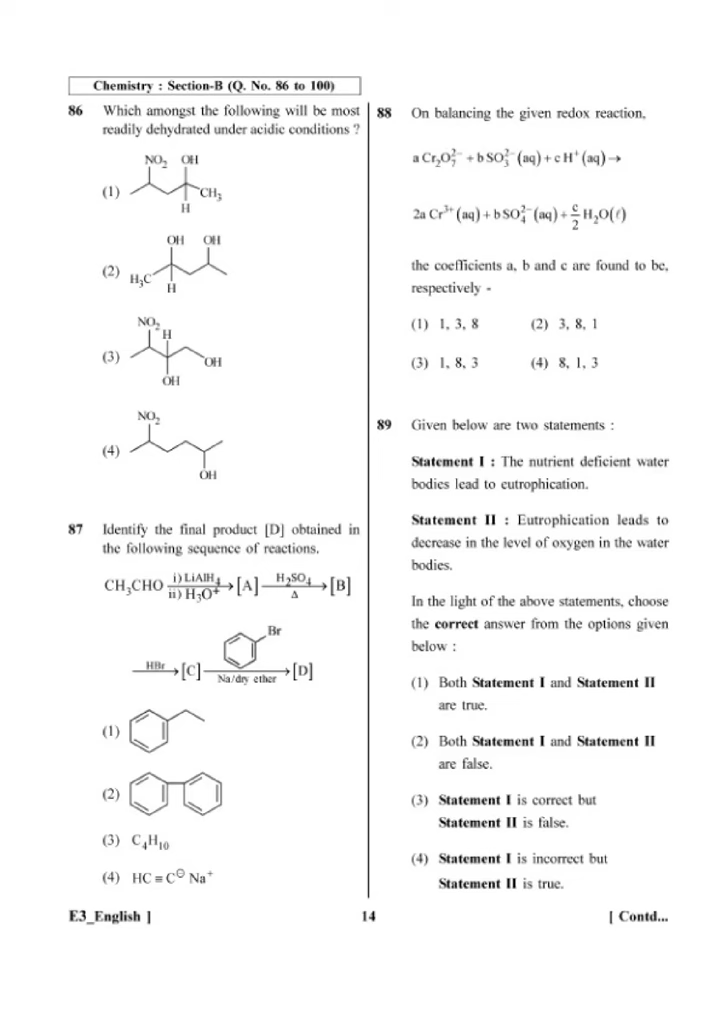 Chemistry : Section-B (Q. No. 86 to 100)
86 Which amongst the following will be most
readily dehydrated under acidic conditions ?
NO₂ OH
(1)
CH₃
H
OH OH
(2)
H₃C
H
NO₂
H
(3)
OH
OH
NO₂
(4)
OH
87 Identify the final product [D] obtained in
the following sequence of reactions.
CH₃CHO i) LiAlH₄ ii) H₃O⁺ → [A] H₂SO₄ Δ → [B]
Br
HBr → [C] Na/dry ether → [D]
(1)
(2)
(3) C₄H₁₀
(4) HC ≡ C⊖ Na⁺
88 On balancing the given redox reaction,
a Cr₂O₇²⁻ + b SO₃²⁻ (aq) + c H⁺ (aq) →
2a Cr³⁺ (aq) + b SO₄²⁻ (aq) + c/2 H₂O(ℓ)
the coefficients a, b and c are found to be,
respectively -
(1) 1, 3, 8 (2) 3, 8, 1
(3) 1, 8, 3 (4) 8, 1, 3
89 Given below are two statements :
Statement I : The nutrient deficient water
bodies lead to eutrophication.
Statement II : Eutrophication leads to
decrease in the level of oxygen in the water
bodies.
In the light of the above statements, choose
the correct answer from the options given
below :
(1) Both Statement I and Statement II
are true.
(2) Both Statement I and Statement II
are false.
(3) Statement I is correct but
Statement II is false.
(4) Statement I is incorrect but
Statement II is true.
E3_English ] 14 [ Contd...